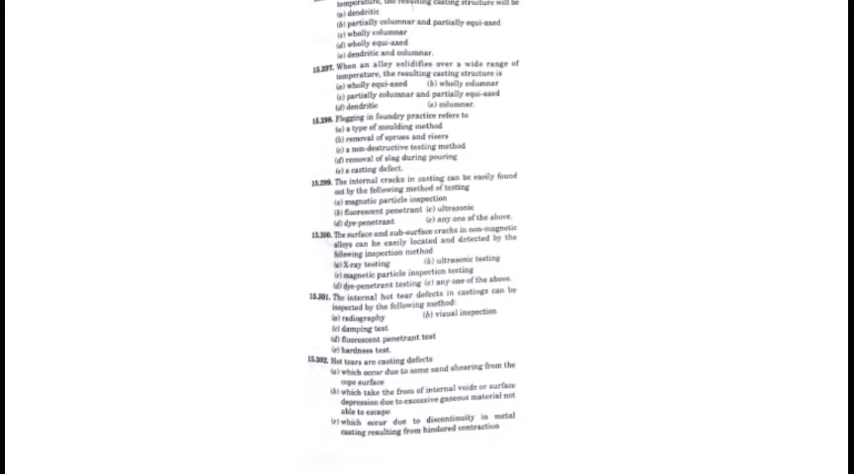 temperature, the resulting casting structure will be
(a) dendritic
(b) partially columnar and partially equi-axed
(c) wholly columnar
(d) wholly equi-axed
(e) dendritic and columnar.
15.297. When an alloy solidifies over a wide range of
temperature, the resulting casting structure is
(a) wholly equi-axed (b) wholly columnar
(c) partially columnar and partially equi-axed
(d) dendritic (e) columnar.
15.298. Flogging in foundry practice refers to
(a) a type of moulding method
(b) removal of sprues and risers
(c) a non-destructive testing method
(d) removal of slag during pouring
(e) a casting defect.
15.299. The internal cracks in casting can be easily found
out by the following method of testing
(a) magnetic particle inspection
(b) fluorescent penetrant (c) ultrasonic
(d) dye-penetrant (e) any one of the above.
15.300. The surface and sub-surface cracks in non-magnetic
alloys can be easily located and detected by the
following inspection method
(a) X-ray testing (b) ultrasonic testing
(c) magnetic particle inspection testing
(d) dye-penetrant testing (e) any one of the above.
15.301. The internal hot tear defects in castings can be
inspected by the following method:
(a) radiography (b) visual inspection
(c) damping test
(d) fluorescent penetrant test
(e) hardness test.
15.302. Hot tears are casting defects
(a) which occur due to some sand shearing from the
cope surface
(b) which take the from of internal voids or surface
depression due to excessive gaseous material not
able to escape
(c) which occur due to discontinuity in metal
casting resulting from hindered contraction